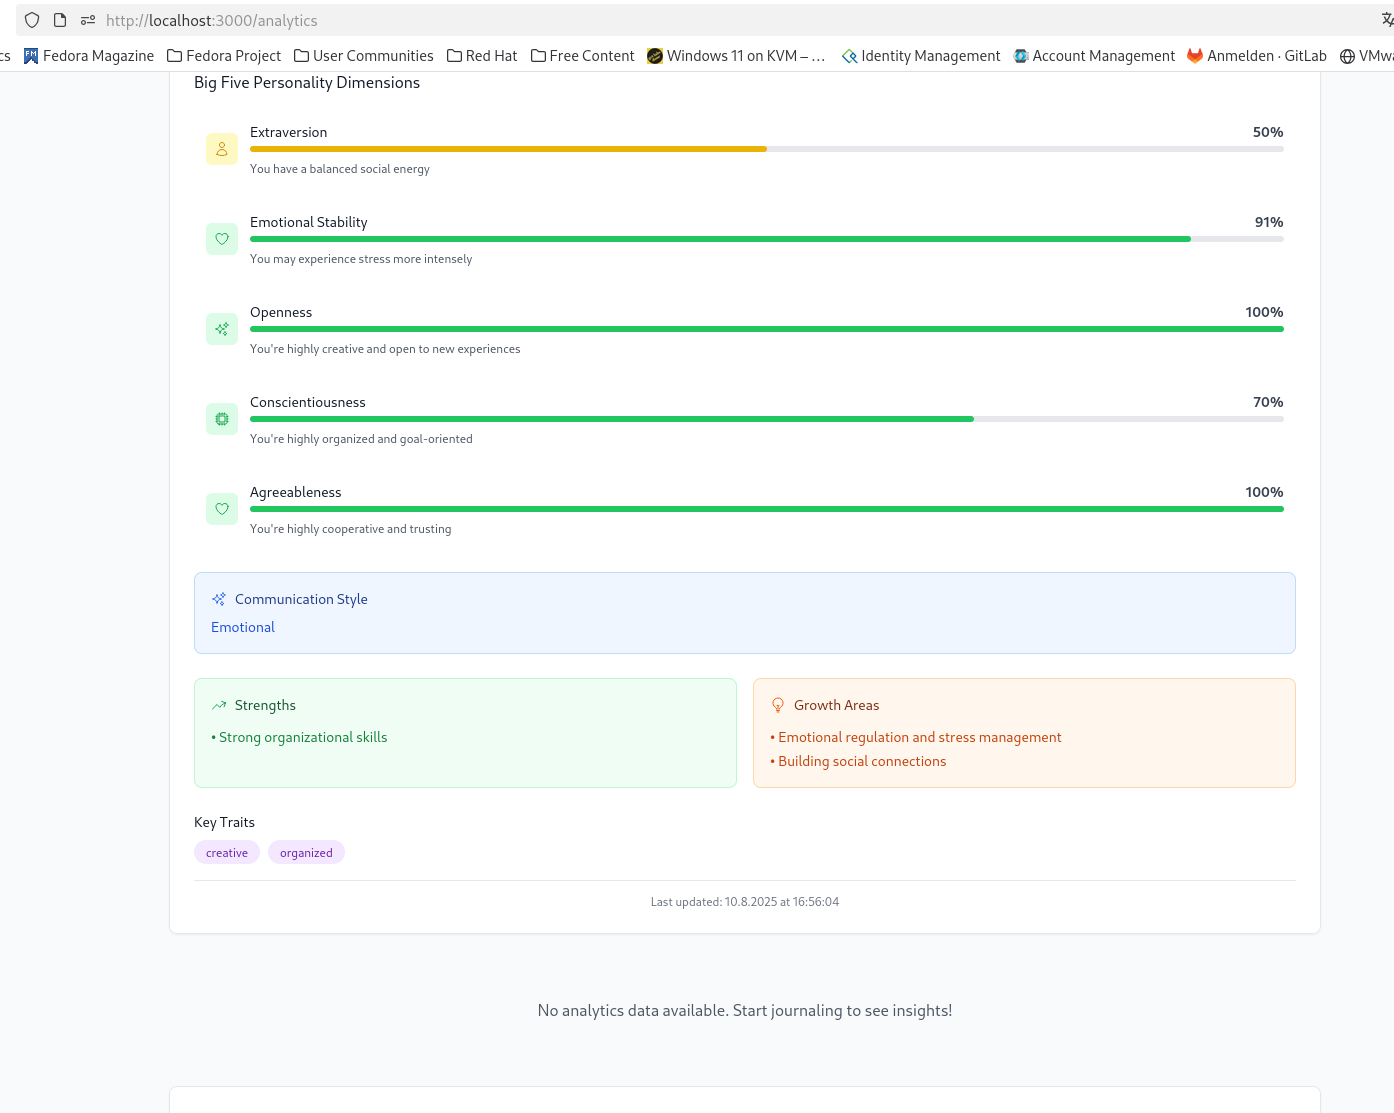 http://localhost:3000/analytics
cs Fedora Magazine Fedora Project User Communities Red Hat Free Content Windows 11 on KVM – … Identity Management Account Management Anmelden · GitLab VMwa
Big Five Personality Dimensions
Extraversion 50%
You have a balanced social energy
Emotional Stability 91%
You may experience stress more intensely
Openness 100%
You're highly creative and open to new experiences
Conscientiousness 70%
You're highly organized and goal-oriented
Agreeableness 100%
You're highly cooperative and trusting
Communication Style
Emotional
Strengths
• Strong organizational skills
Growth Areas
• Emotional regulation and stress management
• Building social connections
Key Traits
creative organized
Last updated: 10.8.2025 at 16:56:04
No analytics data available. Start journaling to see insights!